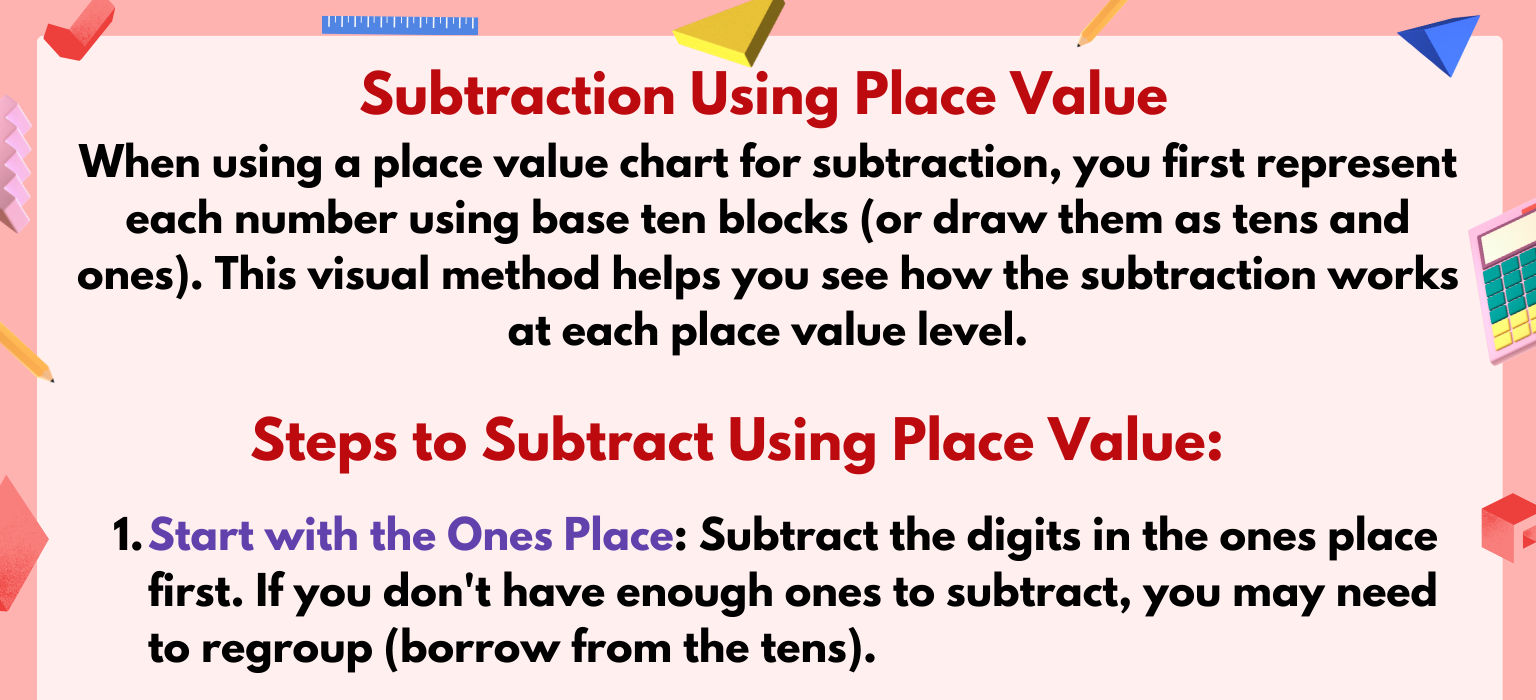 Subtraction Using Place Value
When using a place value chart for subtraction, you first represent
each number using base ten blocks (or draw them as tens and
ones). This visual method helps you see how the subtraction works
at each place value level.
Steps to Subtract Using Place Value:
1. Start with the Ones Place: Subtract the digits in the ones place
first. If you don't have enough ones to subtract, you may need
to regroup (borrow from the tens).